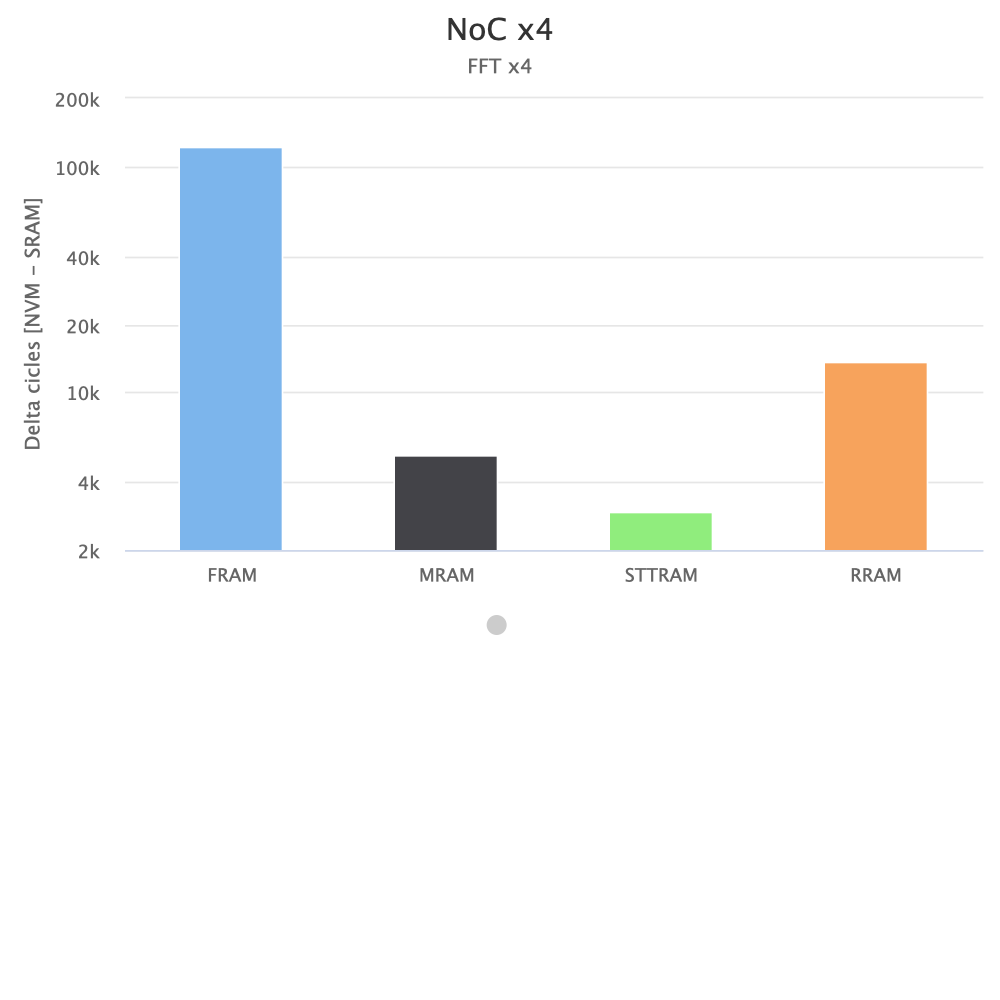 NoC x4
FFT x4
200k
100k
40k
20k
10k
4k
2k
Delta cicles [NVM - SRAM]
FRAM
MRAM
STTRAM
RRAM